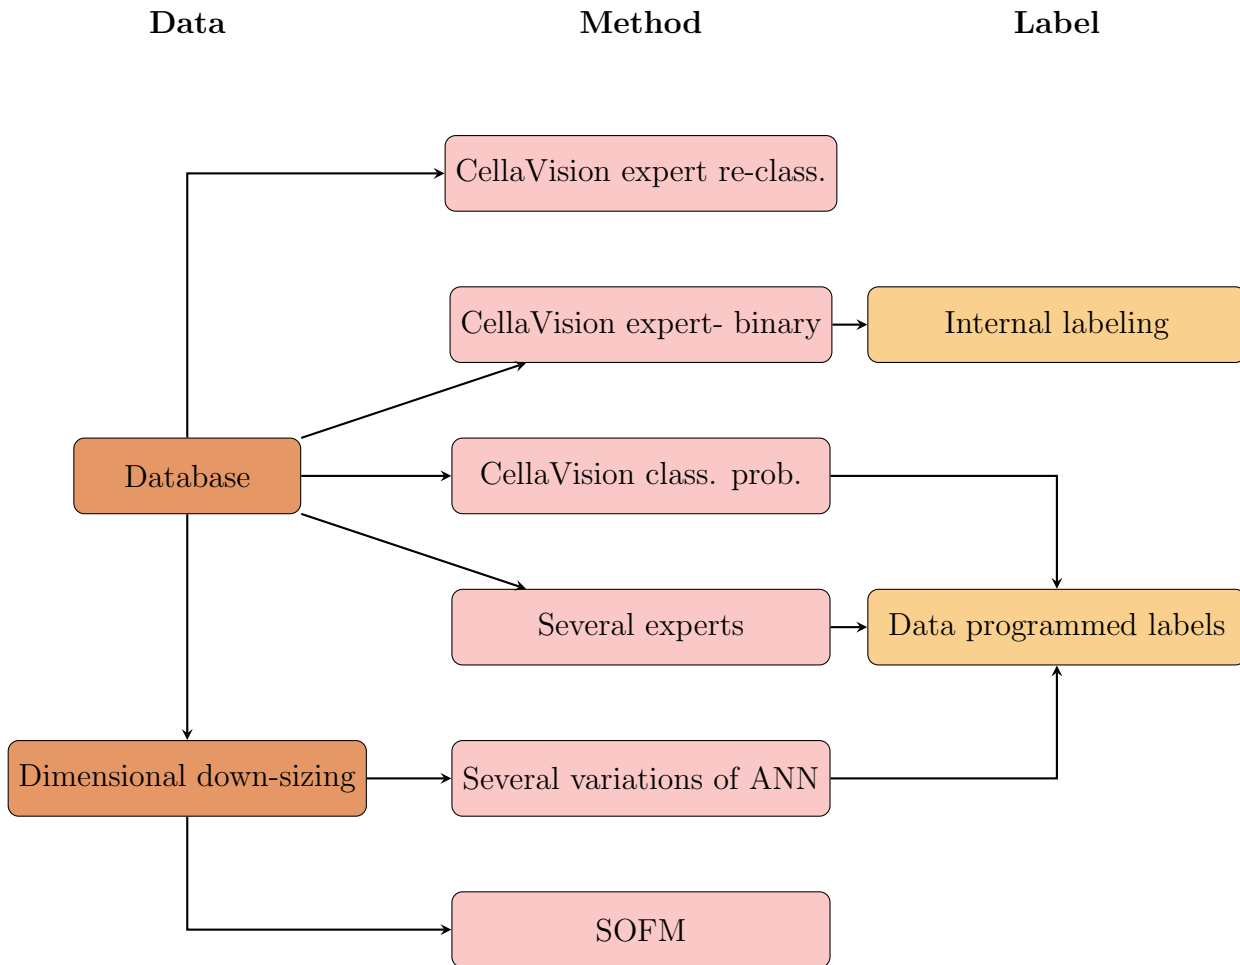 Data
Method
Label
CellaVision expert re-class.
CellaVision expert- binary
Internal labeling
Database
CellaVision class. prob.
Several experts
Data programmed labels
Dimensional down-sizing
Several variations of ANN
SOFM